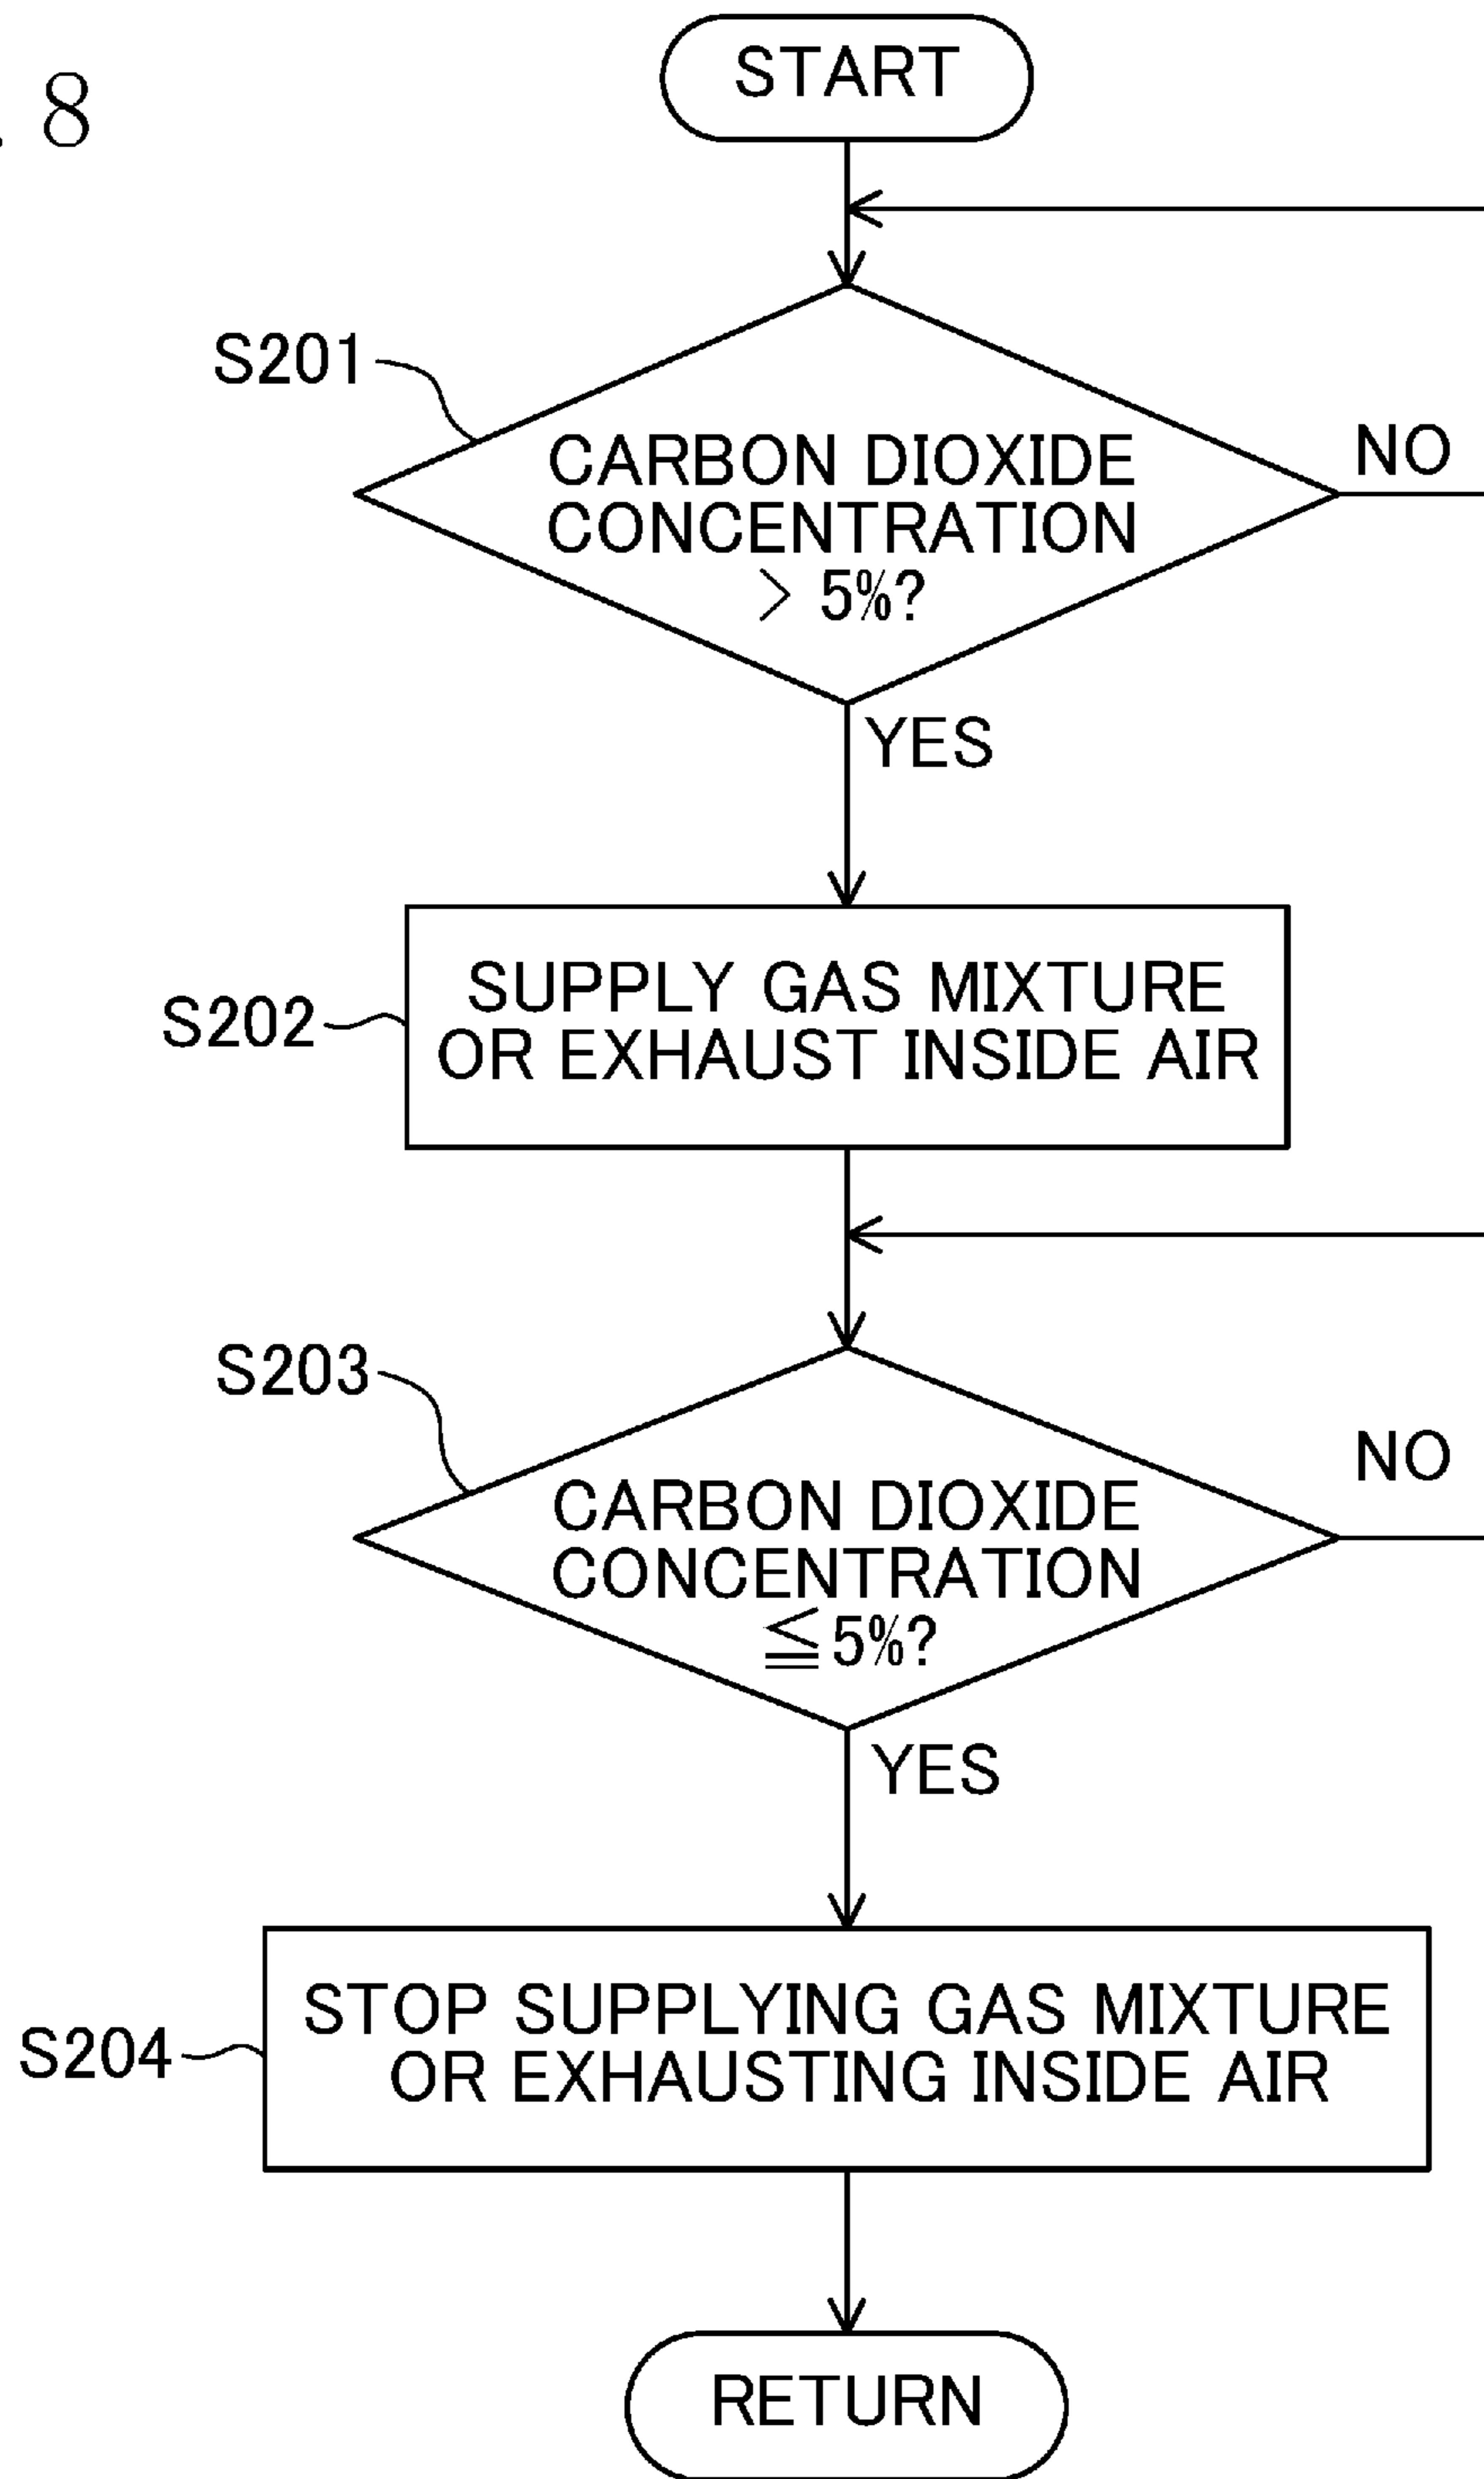 . 8
START
S201
CARBON DIOXIDE
CONCENTRATION
> 5%?
NO
YES
S202
SUPPLY GAS MIXTURE
OR EXHAUST INSIDE AIR
S203
CARBON DIOXIDE
CONCENTRATION
≦5%?
NO
YES
S204
STOP SUPPLYING GAS MIXTURE
OR EXHAUSTING INSIDE AIR
RETURN